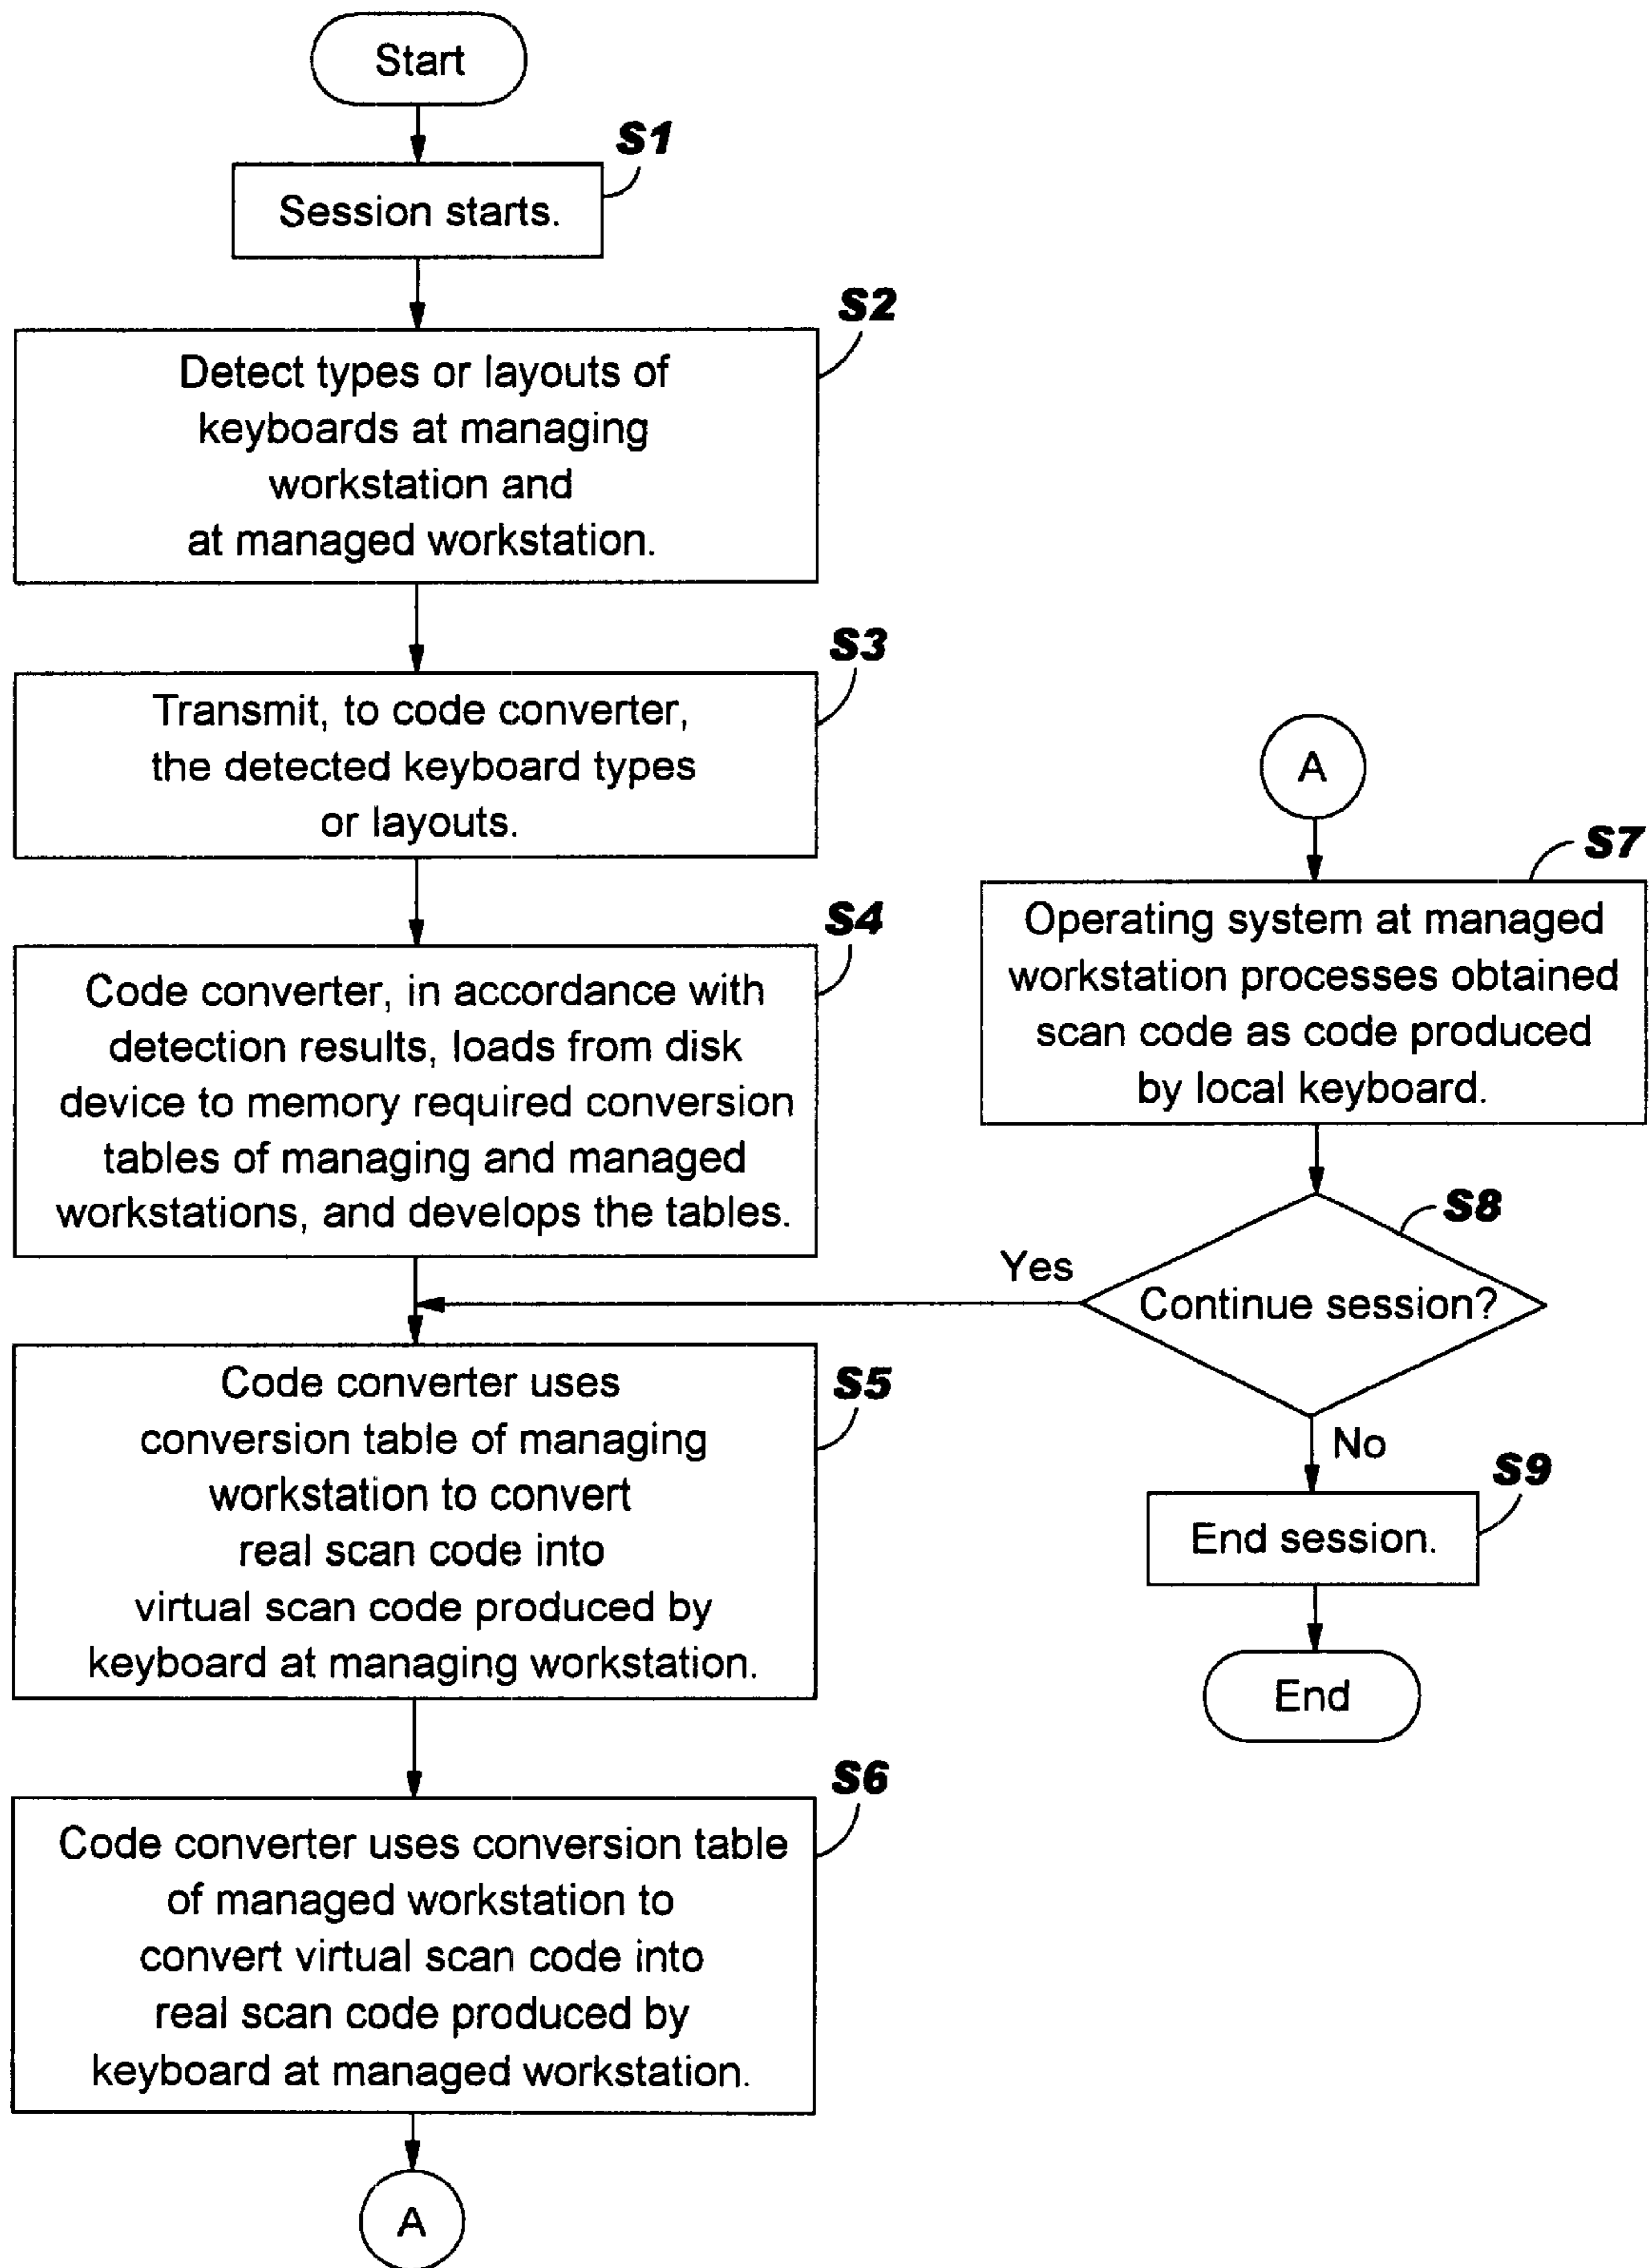 Start
S1
Session starts.
S2
Detect types or layouts of
keyboards at managing
workstation and
at managed workstation.
S3
Transmit, to code converter,
the detected keyboard types
or layouts.
S4
Code converter, in accordance with
detection results, loads from disk
device to memory required conversion
tables of managing and managed
workstations, and develops the tables.
S5
Code converter uses
conversion table of managing
workstation to convert
real scan code into
virtual scan code produced by
keyboard at managing workstation.
S6
Code converter uses conversion table
of managed workstation to
convert virtual scan code into
real scan code produced by
keyboard at managed workstation.
A
A
S7
Operating system at managed
workstation processes obtained
scan code as code produced
by local keyboard.
S8
Yes
Continue session?
No
S9
End session.
End